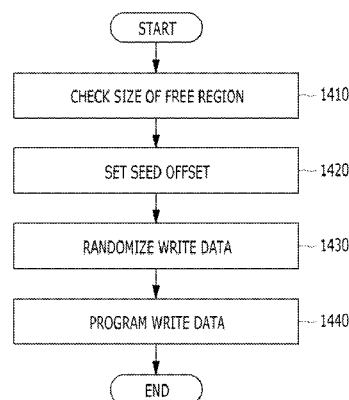 START
CHECK SIZE OF FREE REGION 1410
SET SEED OFFSET 1420
RANDOMIZE WRITE DATA 1430
PROGRAM WRITE DATA 1440
END